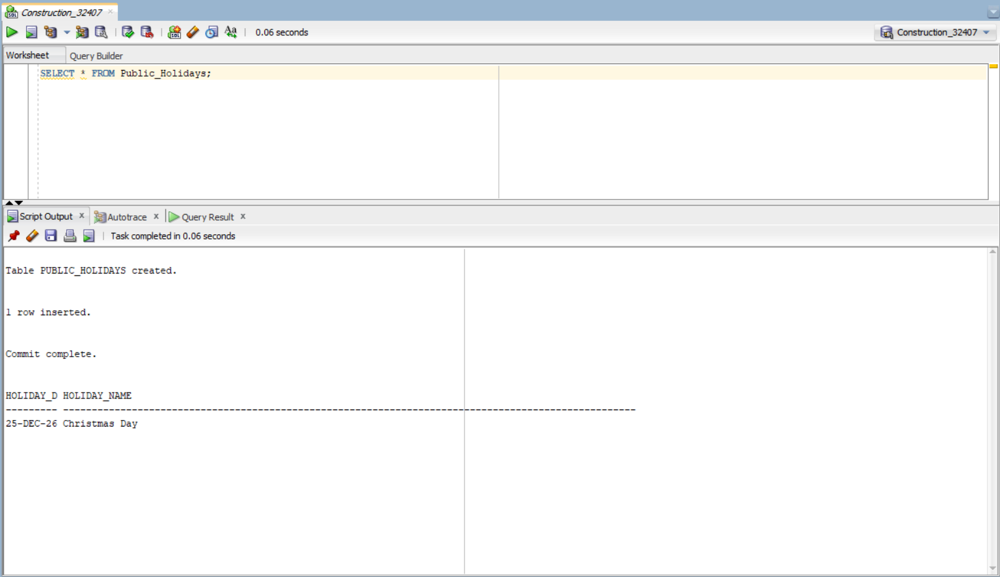 Construction_32407
0.06 seconds
Construction_32407
Worksheet
Query Builder
SELECT * FROM Public_Holidays;
Script Output x
Autotrace x
Query Result x
Task completed in 0.06 seconds
Table PUBLIC_HOLIDAYS created.
1 row inserted.
Commit complete.
HOLIDAY_D HOLIDAY_NAME
--------- ----------------------------------------------------------------------------------------------------
25-DEC-26 Christmas Day